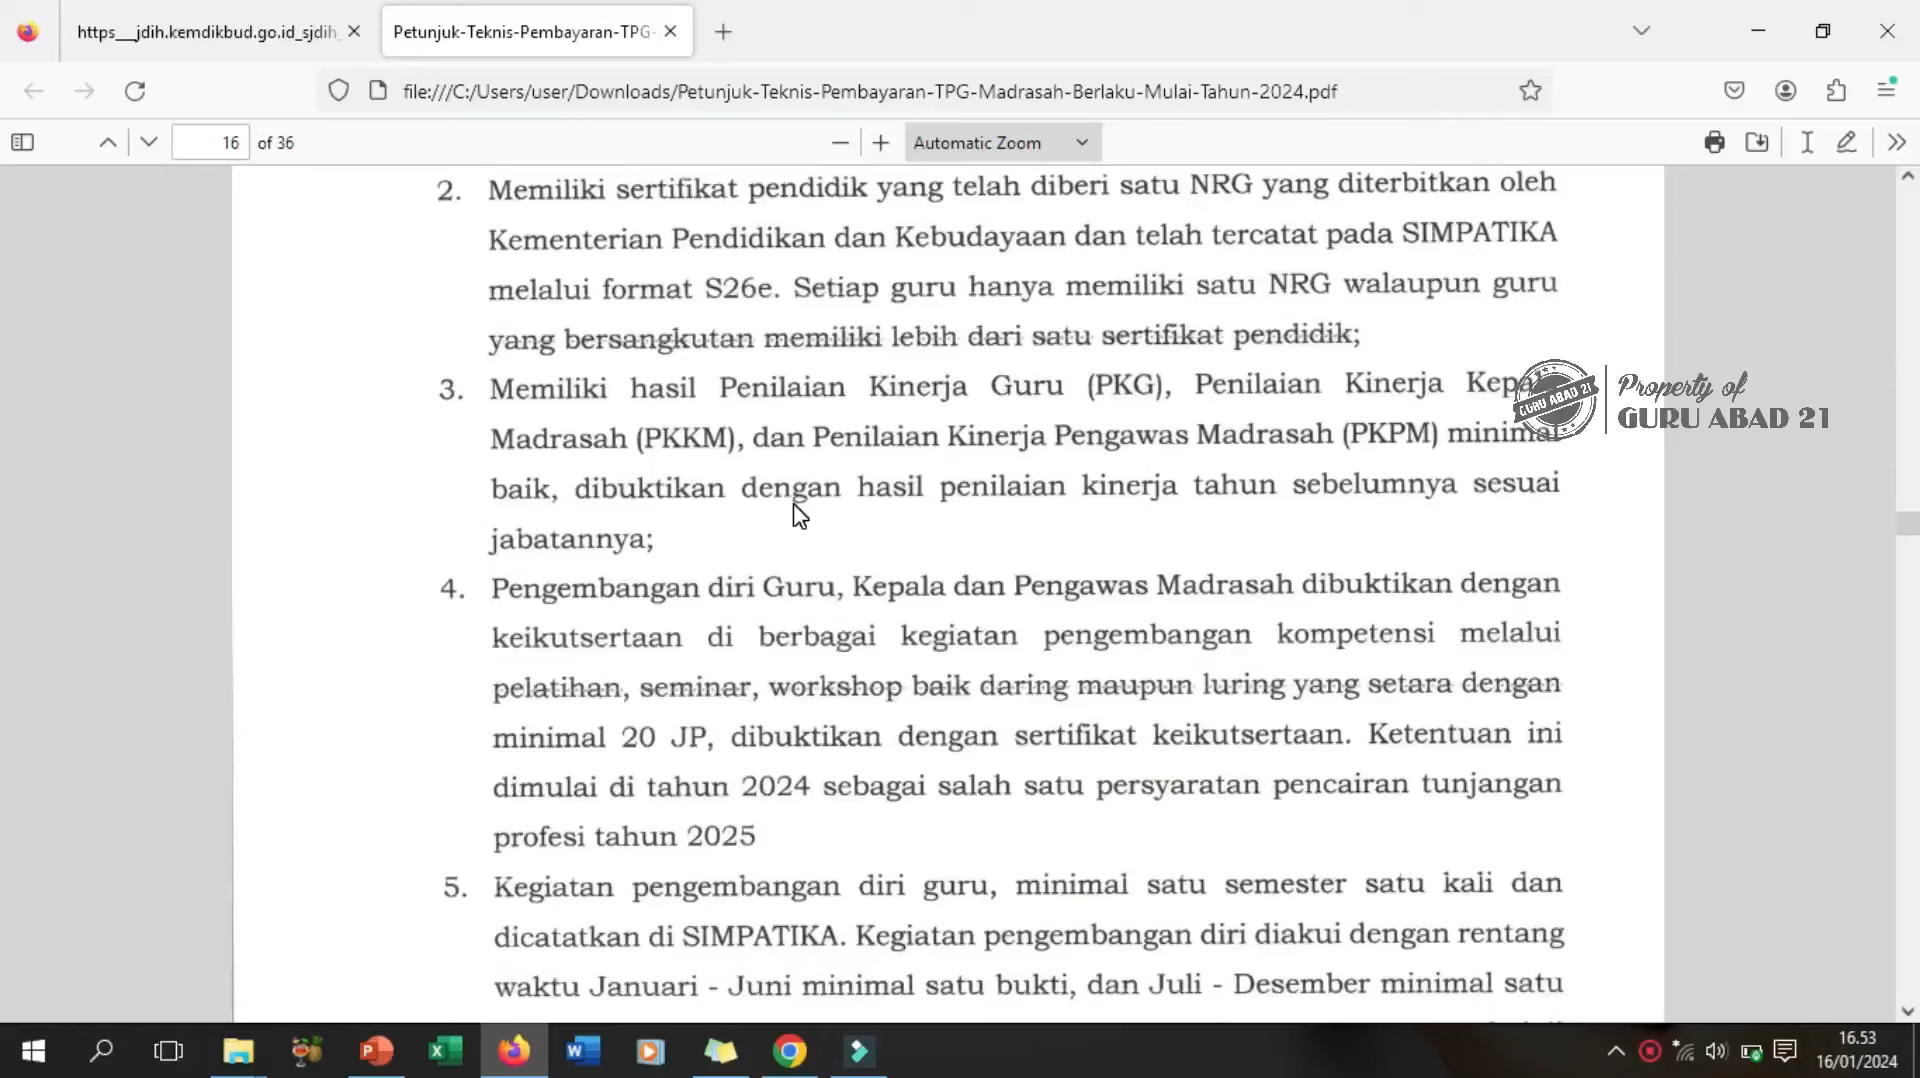 https__jdih.kemdikbud.go.id_sjdih_
Petunjuk-Teknis-Pembayaran-TPG-
file:///C:/Users/user/Downloads/Petunjuk-Teknis-Pembayaran-TPG-Madrasah-Berlaku-Mulai-Tahun-2024.pdf
16 of 36
Automatic Zoom
2. Memiliki sertifikat pendidik yang telah diberi satu NRG yang diterbitkan oleh
Kementerian Pendidikan dan Kebudayaan dan telah tercatat pada SIMPATIKA
melalui format S26e. Setiap guru hanya memiliki satu NRG walaupun guru
yang bersangkutan memiliki lebih dari satu sertifikat pendidik;
3. Memiliki hasil Penilaian Kinerja Guru (PKG), Penilaian Kinerja Kepala
Madrasah (PKKM), dan Penilaian Kinerja Pengawas Madrasah (PKPM) minimal
baik, dibuktikan dengan hasil penilaian kinerja tahun sebelumnya sesuai
jabatannya;
GURU ABAD 21
Property of
GURU ABAD 21
4. Pengembangan diri Guru, Kepala dan Pengawas Madrasah dibuktikan dengan
keikutsertaan di berbagai kegiatan pengembangan kompetensi melalui
pelatihan, seminar, workshop baik daring maupun luring yang setara dengan
minimal 20 JP, dibuktikan dengan sertifikat keikutsertaan. Ketentuan ini
dimulai di tahun 2024 sebagai salah satu persyaratan pencairan tunjangan
profesi tahun 2025
5. Kegiatan pengembangan diri guru, minimal satu semester satu kali dan
dicatatkan di SIMPATIKA. Kegiatan pengembangan diri diakui dengan rentang
waktu Januari - Juni minimal satu bukti, dan Juli - Desember minimal satu
16.53
16/01/2024